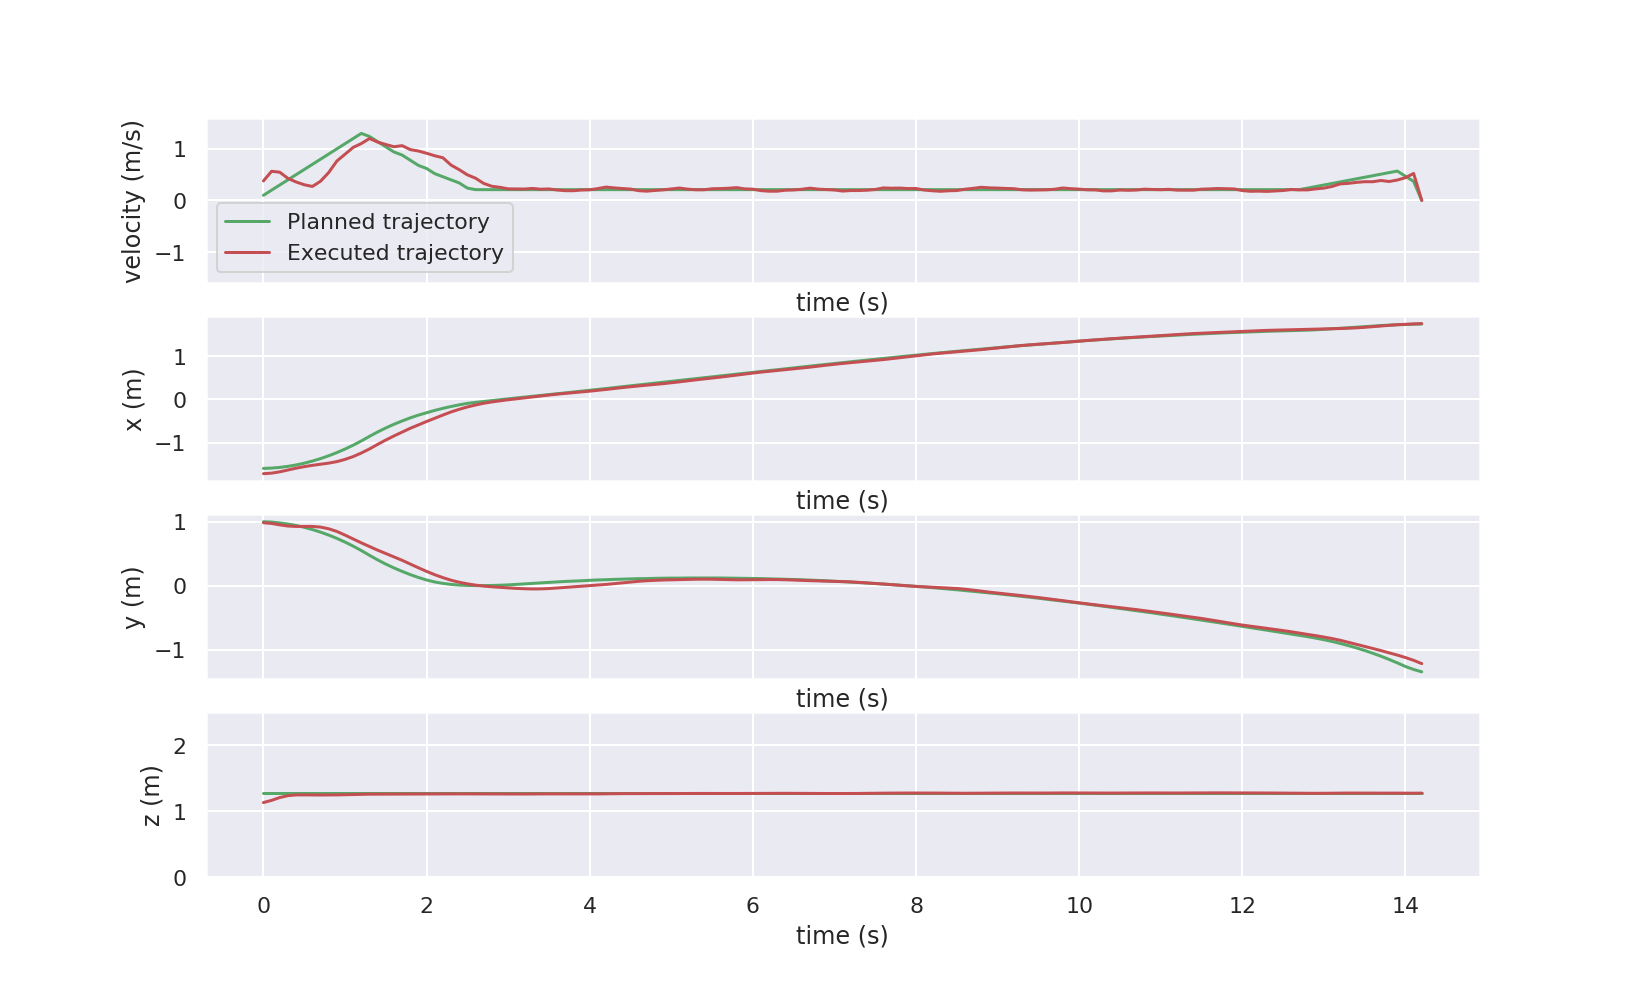 velocity (m/s)
1
0
−1
Planned trajectory
Executed trajectory
time (s)
x (m)
1
0
−1
time (s)
y (m)
1
0
−1
time (s)
z (m)
2
1
0
0 2 4 6 8 10 12 14
time (s)